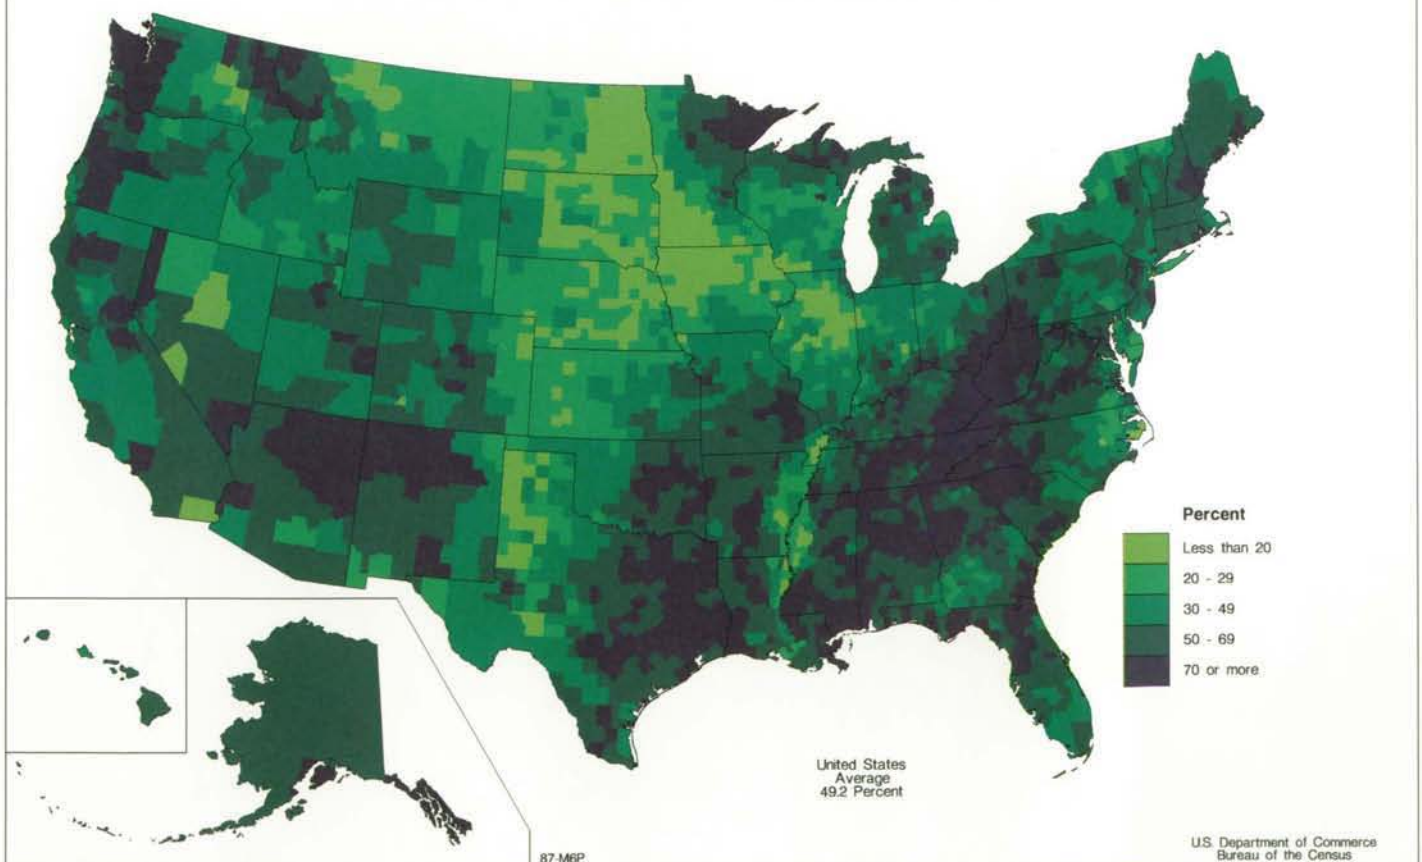 Percent
Less than 20
20 - 29
30 - 49
50 - 69
70 or more
United States
Average
49.2 Percent
87-M6P
U.S. Department of Commerce
Bureau of the Census